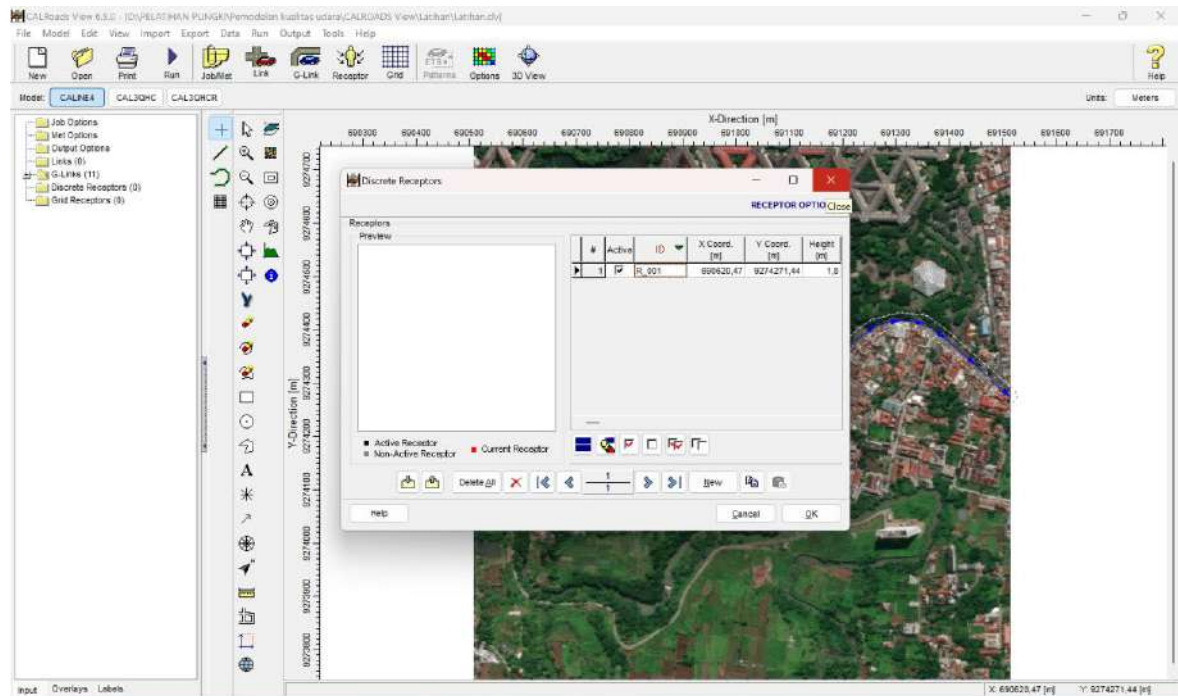 CALRoads View 6.5.0 - [D:\PELATIHAN PLINGKI\Pemodelan kualitas udara\CALROADS View\Latihan\Latihan.clv]
File Model Edit View Import Export Data Run Output Tools Help
New Open Print Run Job/Met Link G-Link Receptor Grid Patterns Options 3D View Help
Model: CALINE4 CAL3QHC CAL3QHCR Units: Meters
Job Options
Met Options
Output Options
Links (0)
G-Links (11)
Discrete Receptors (0)
Grid Receptors (0)
X-Direction [m]
690300 690400 690500 690600 690700 690800 690900 691000 691100 691200 691300 691400 691500 691600 691700
Y-Direction [m]
9274700
9274600
9274400
9274300
9274200
9274100
9274000
Discrete Receptors
RECEPTOR OPTIO
Close
Receptors
Preview
# Active ID X Coord. [m] Y Coord. [m] Height [m]
1 R_001 690620,47 9274271,44 1,8
Active Receptor
Non-Active Receptor
Current Receptor
Delete All 1 1 New
Help Cancel OK
A
Input Overlays Labels
X: 690620,47 [m] Y: 9274271,44 [m]